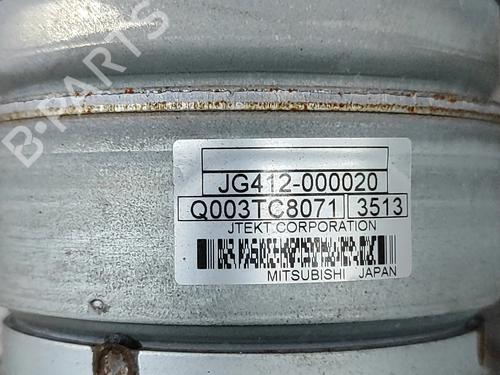 B-PARTS
JG412-000020
Q003TC8071 3513
JTEKT CORPORATION
MITSUBISHI JAPAN